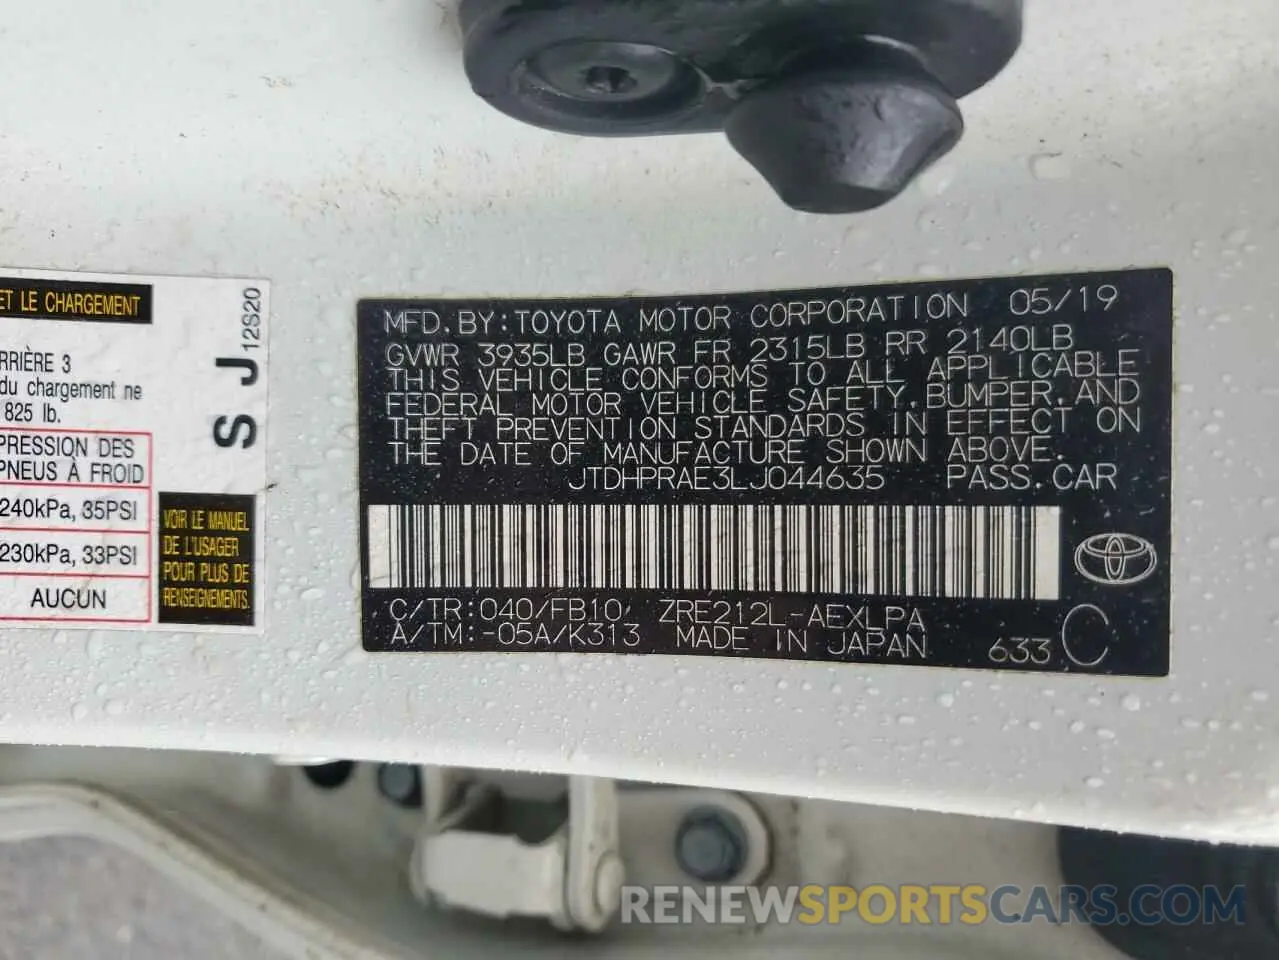 ET LE CHARGEMENT
RRIÈRE 3
du chargement ne
825 lb.
PRESSION DES
PNEUS À FROID
240kPa, 35PSI
230kPa, 33PSI
AUCUN
S J 12S20
VOIR LE MANUEL
DE L'USAGER
POUR PLUS DE
RENSEIGNEMENTS.
MFD. BY: TOYOTA MOTOR CORPORATION 05/19
GVWR 3935LB GAWR FR 2315LB RR 2140LB
THIS VEHICLE CONFORMS TO ALL APPLICABLE
FEDERAL MOTOR VEHICLE SAFETY, BUMPER, AND
THEFT PREVENTION STANDARDS IN EFFECT ON
THE DATE OF MANUFACTURE SHOWN ABOVE.
JTDHPRAE3LJ044635 PASS. CAR
C/TR: 040/FB10 ZRE212L-AEXLPA
A/TM: -05A/K313 MADE IN JAPAN 633 C
RENEWSPORTSCARS.COM